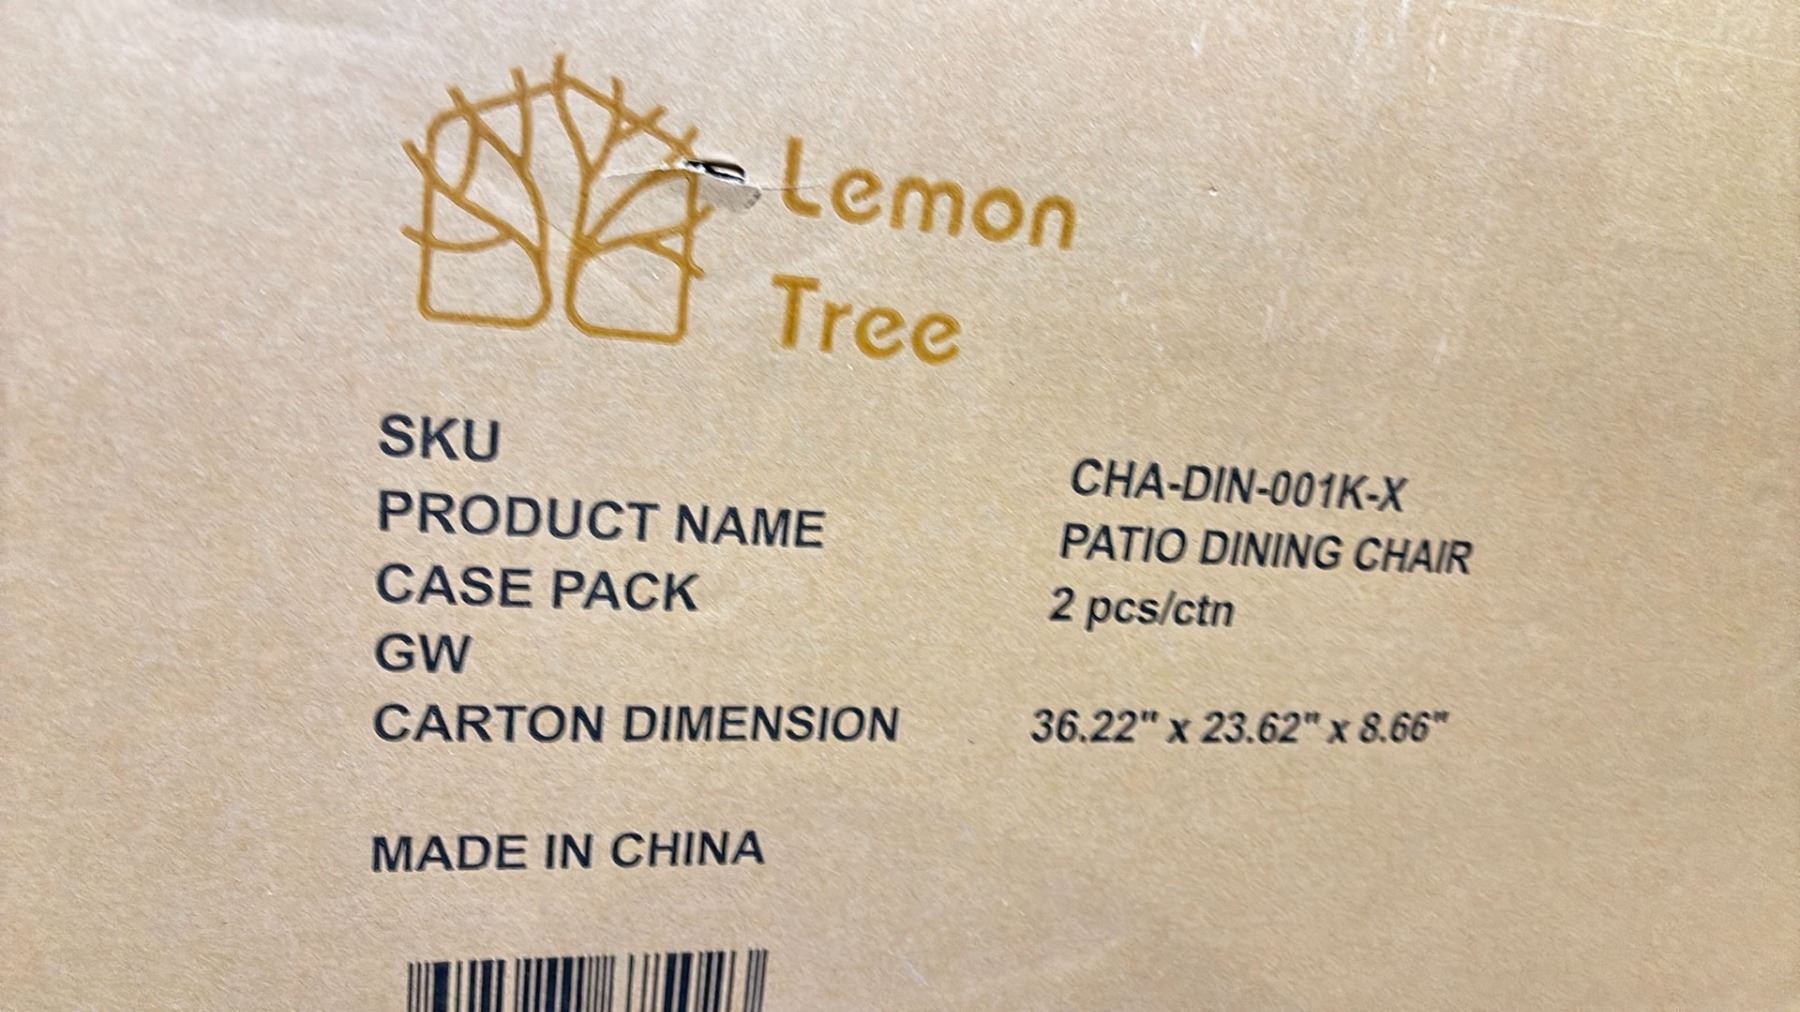 Lemon
Tree
SKU CHA-DIN-001K-X
PRODUCT NAME PATIO DINING CHAIR
CASE PACK 2 pcs/ctn
GW
CARTON DIMENSION 36.22" x 23.62" x 8.66"
MADE IN CHINA